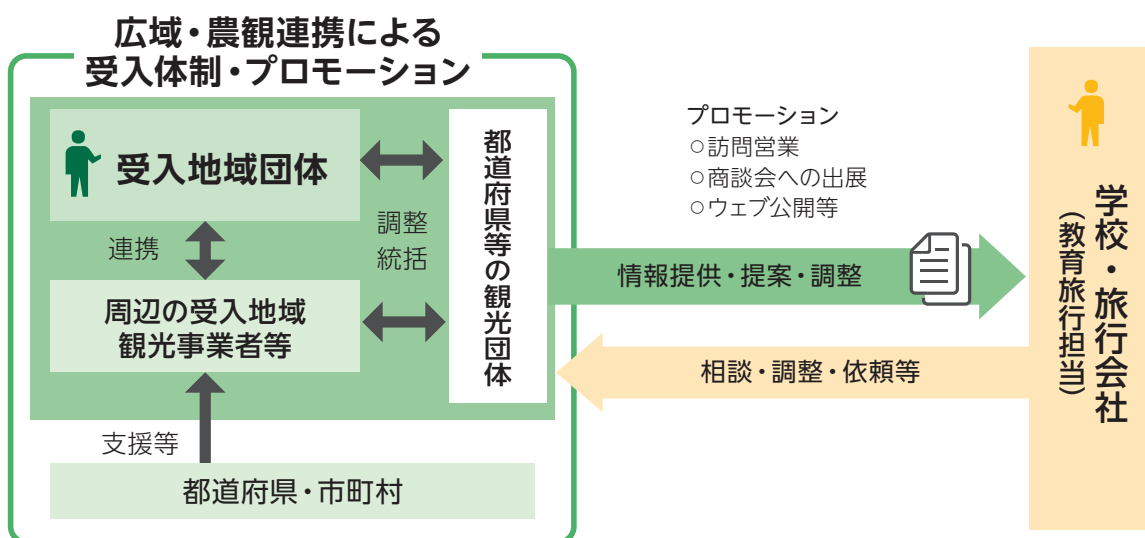 広域・農観連携による
受入体制・プロモーション
受入地域団体
連携
調整
統括
周辺の受入地域
観光事業者等
都道府県等の観光団体
支援等
都道府県・市町村
プロモーション
○訪問営業
○商談会への出展
○ウェブ公開等
情報提供・提案・調整
相談・調整・依頼等
学校・旅行会社
(教育旅行担当)